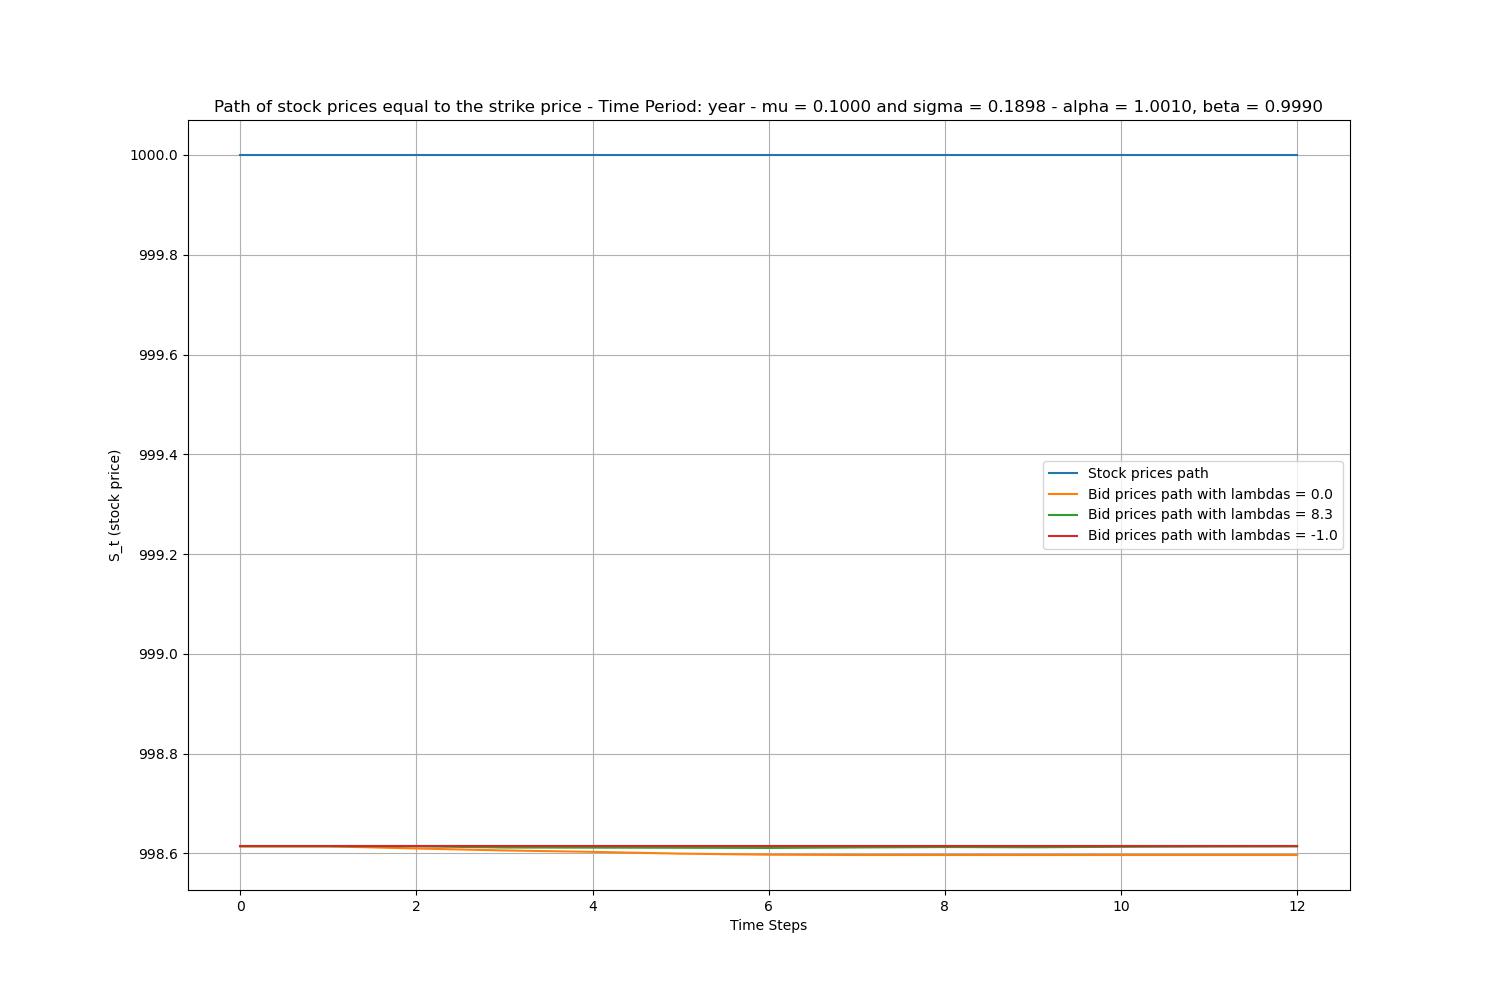 Path of stock prices equal to the strike price - Time Period: year - mu = 0.1000 and sigma = 0.1898 - alpha = 1.0010, beta = 0.9990
S_t (stock price)
1000.0
999.8
999.6
999.4
999.2
999.0
998.8
998.6
Stock prices path
Bid prices path with lambdas = 0.0
Bid prices path with lambdas = 8.3
Bid prices path with lambdas = -1.0
0 2 4 6 8 10 12
Time Steps